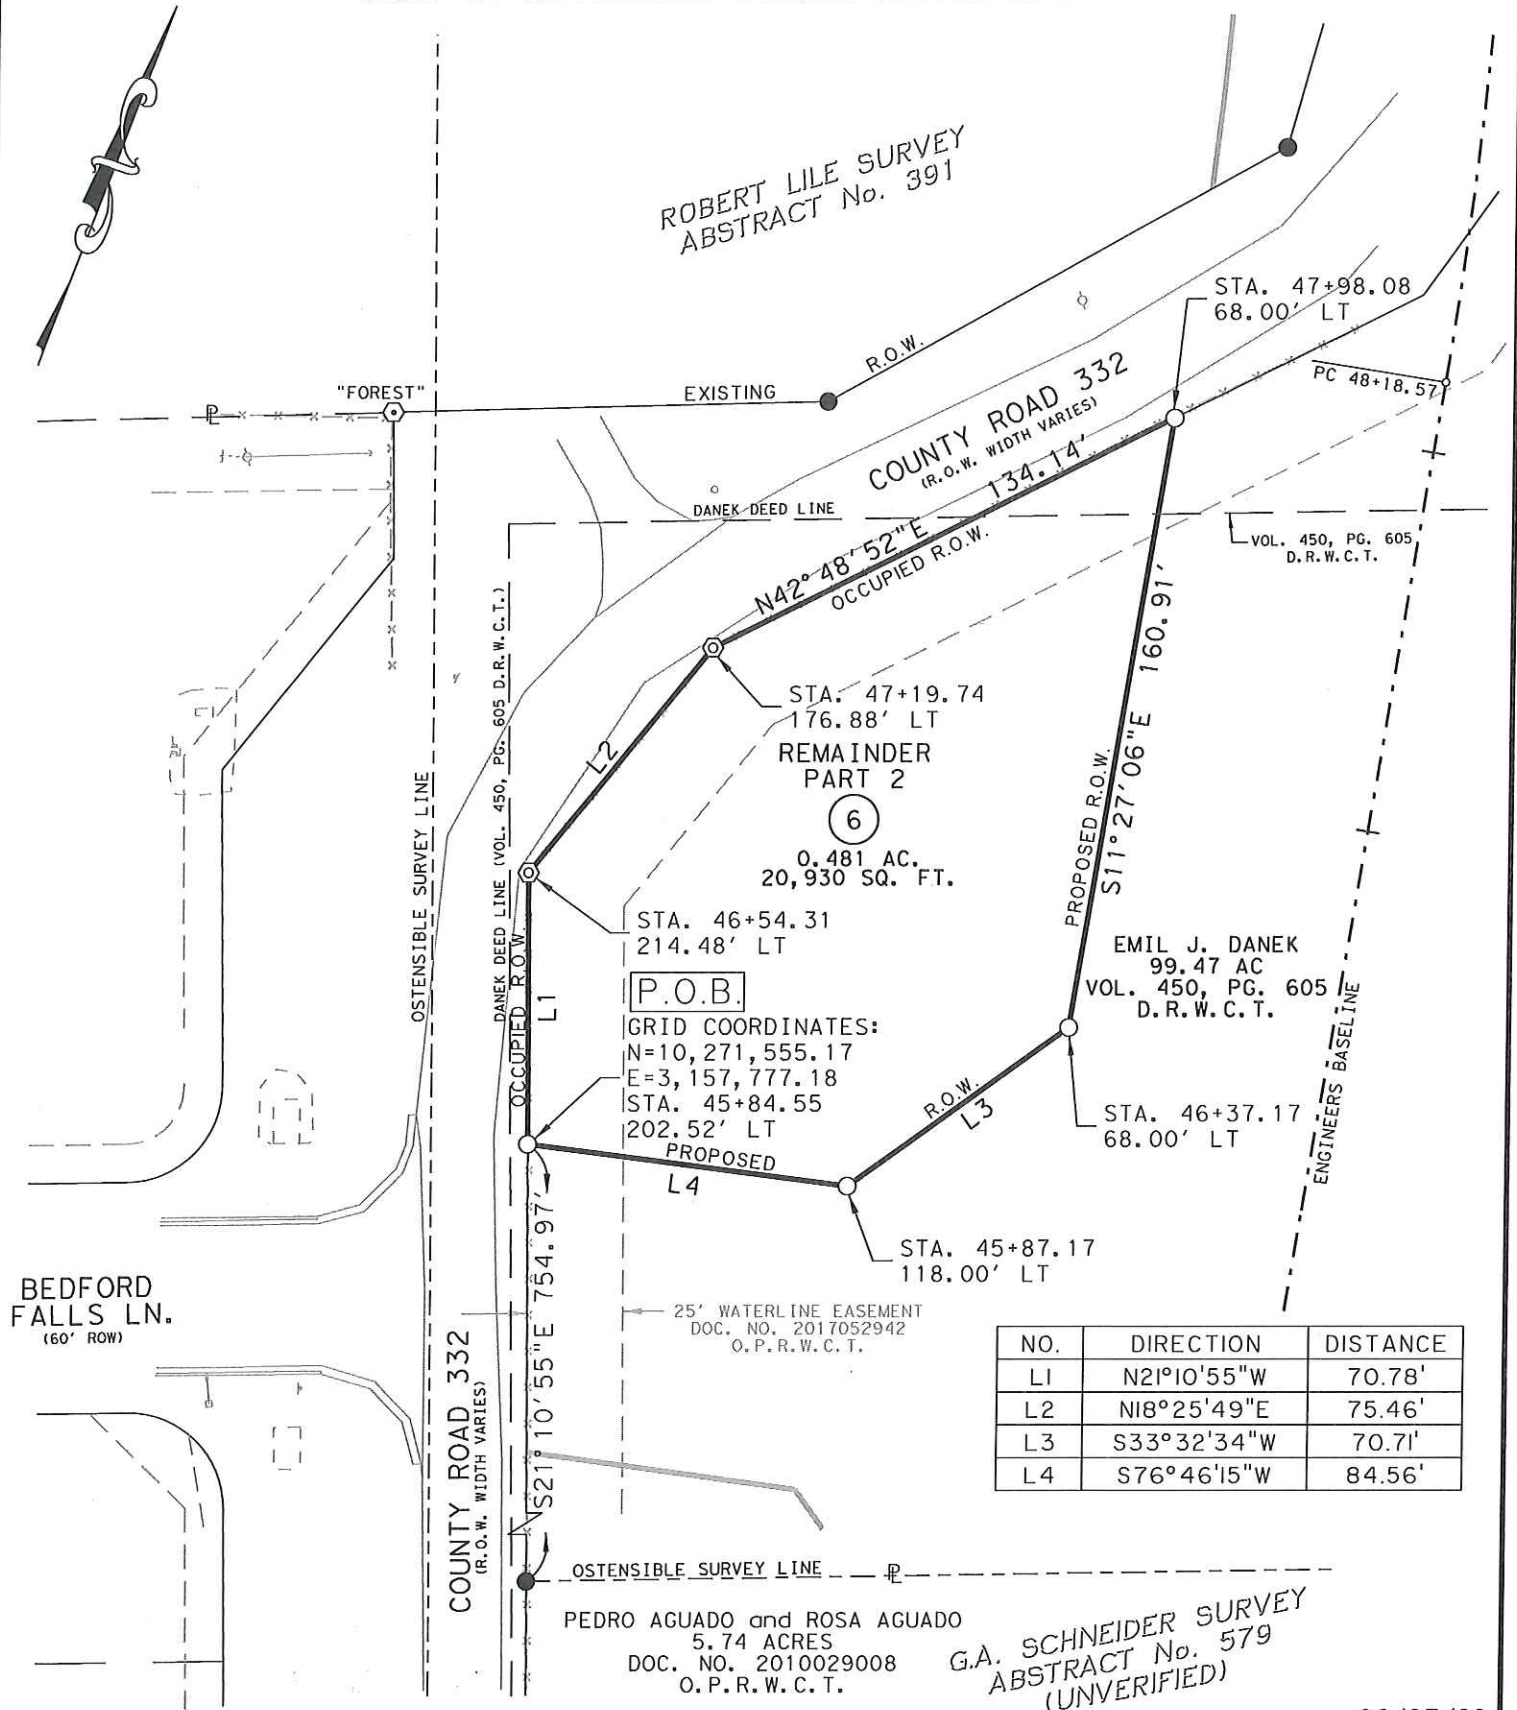 ROBERT LILE SURVEY
ABSTRACT No. 391
STA. 47+98.08
68.00' LT
R.O.W.
"FOREST"
EXISTING
PC 48+18.57
COUNTY ROAD 332
(R.O.W. WIDTH VARIES)
134.14'
DANEK DEED LINE
VOL. 450, PG. 605
D.R.W.C.T.
N42°48'52"E
OCCUPIED R.O.W.
160.91'
DANEK DEED LINE (VOL. 450, PG. 605 D.R.W.C.T.)
STA. 47+19.74
176.88' LT
L2
REMAINDER
PART 2
6
0.481 AC.
20,930 SQ. FT.
OSTENSIBLE SURVEY LINE
PROPOSED R.O.W.
S11°27'06"E
STA. 46+54.31
214.48' LT
EMIL J. DANEK
99.47 AC
VOL. 450, PG. 605
D.R.W.C.T.
OCCUPIED R.O.W.
L1
P.O.B.
GRID COORDINATES:
N=10,271,555.17
E=3,157,777.18
STA. 45+84.55
202.52' LT
ENGINEERS BASELINE
R.O.W.
L3
STA. 46+37.17
68.00' LT
PROPOSED
L4
STA. 45+87.17
118.00' LT
BEDFORD
FALLS LN.
(60' ROW)
S21°10'55"E 754.97'
25' WATERLINE EASEMENT
DOC. NO. 2017052942
O.P.R.W.C.T.
COUNTY ROAD 332
(R.O.W. WIDTH VARIES)
NO. DIRECTION DISTANCE
L1 N21°10'55"W 70.78'
L2 N18°25'49"E 75.46'
L3 S33°32'34"W 70.71'
L4 S76°46'15"W 84.56'
OSTENSIBLE SURVEY LINE
PEDRO AGUADO and ROSA AGUADO
5.74 ACRES
DOC. NO. 2010029008
O.P.R.W.C.T.
G.A. SCHNEIDER SURVEY
ABSTRACT No. 579
(UNVERIFIED)